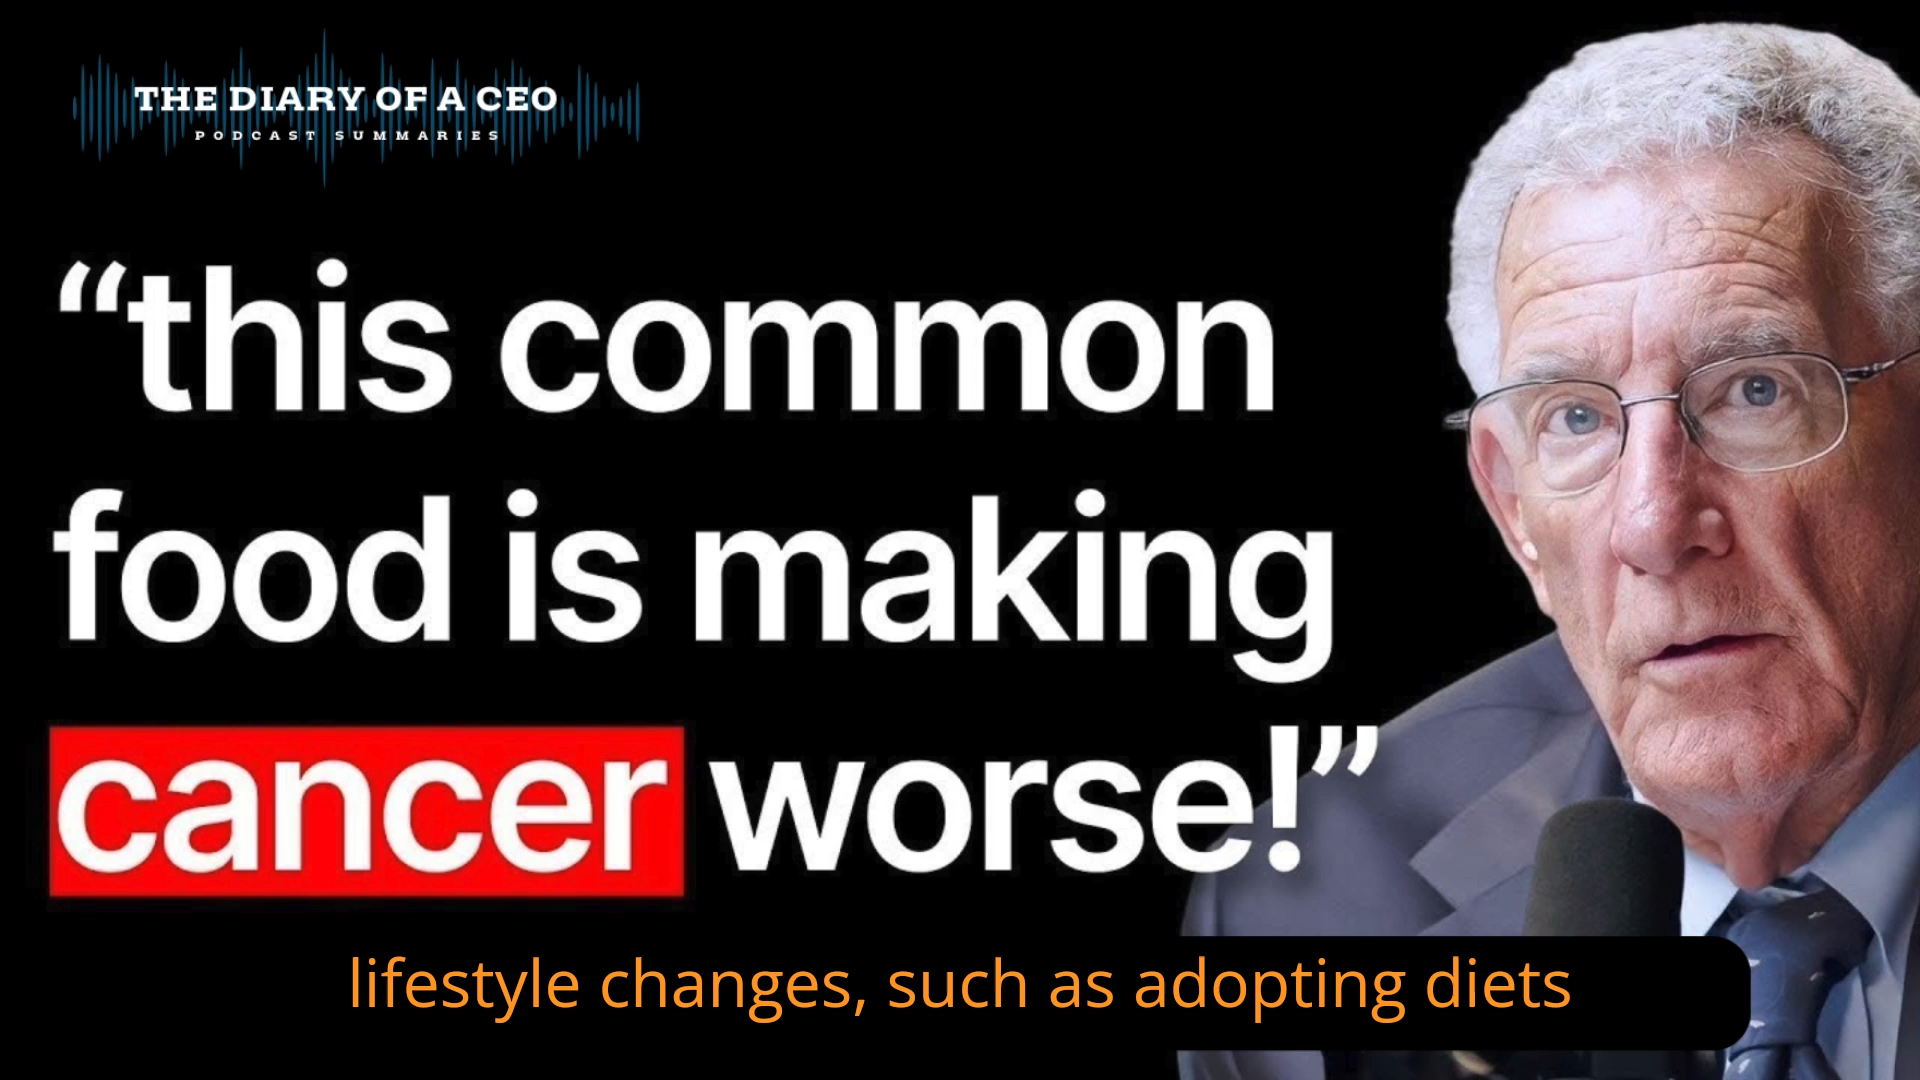 THE DIARY OF A CEO
PODCAST SUMMARIES
“this common
food is making
cancer worse!”
lifestyle changes, such as adopting diets